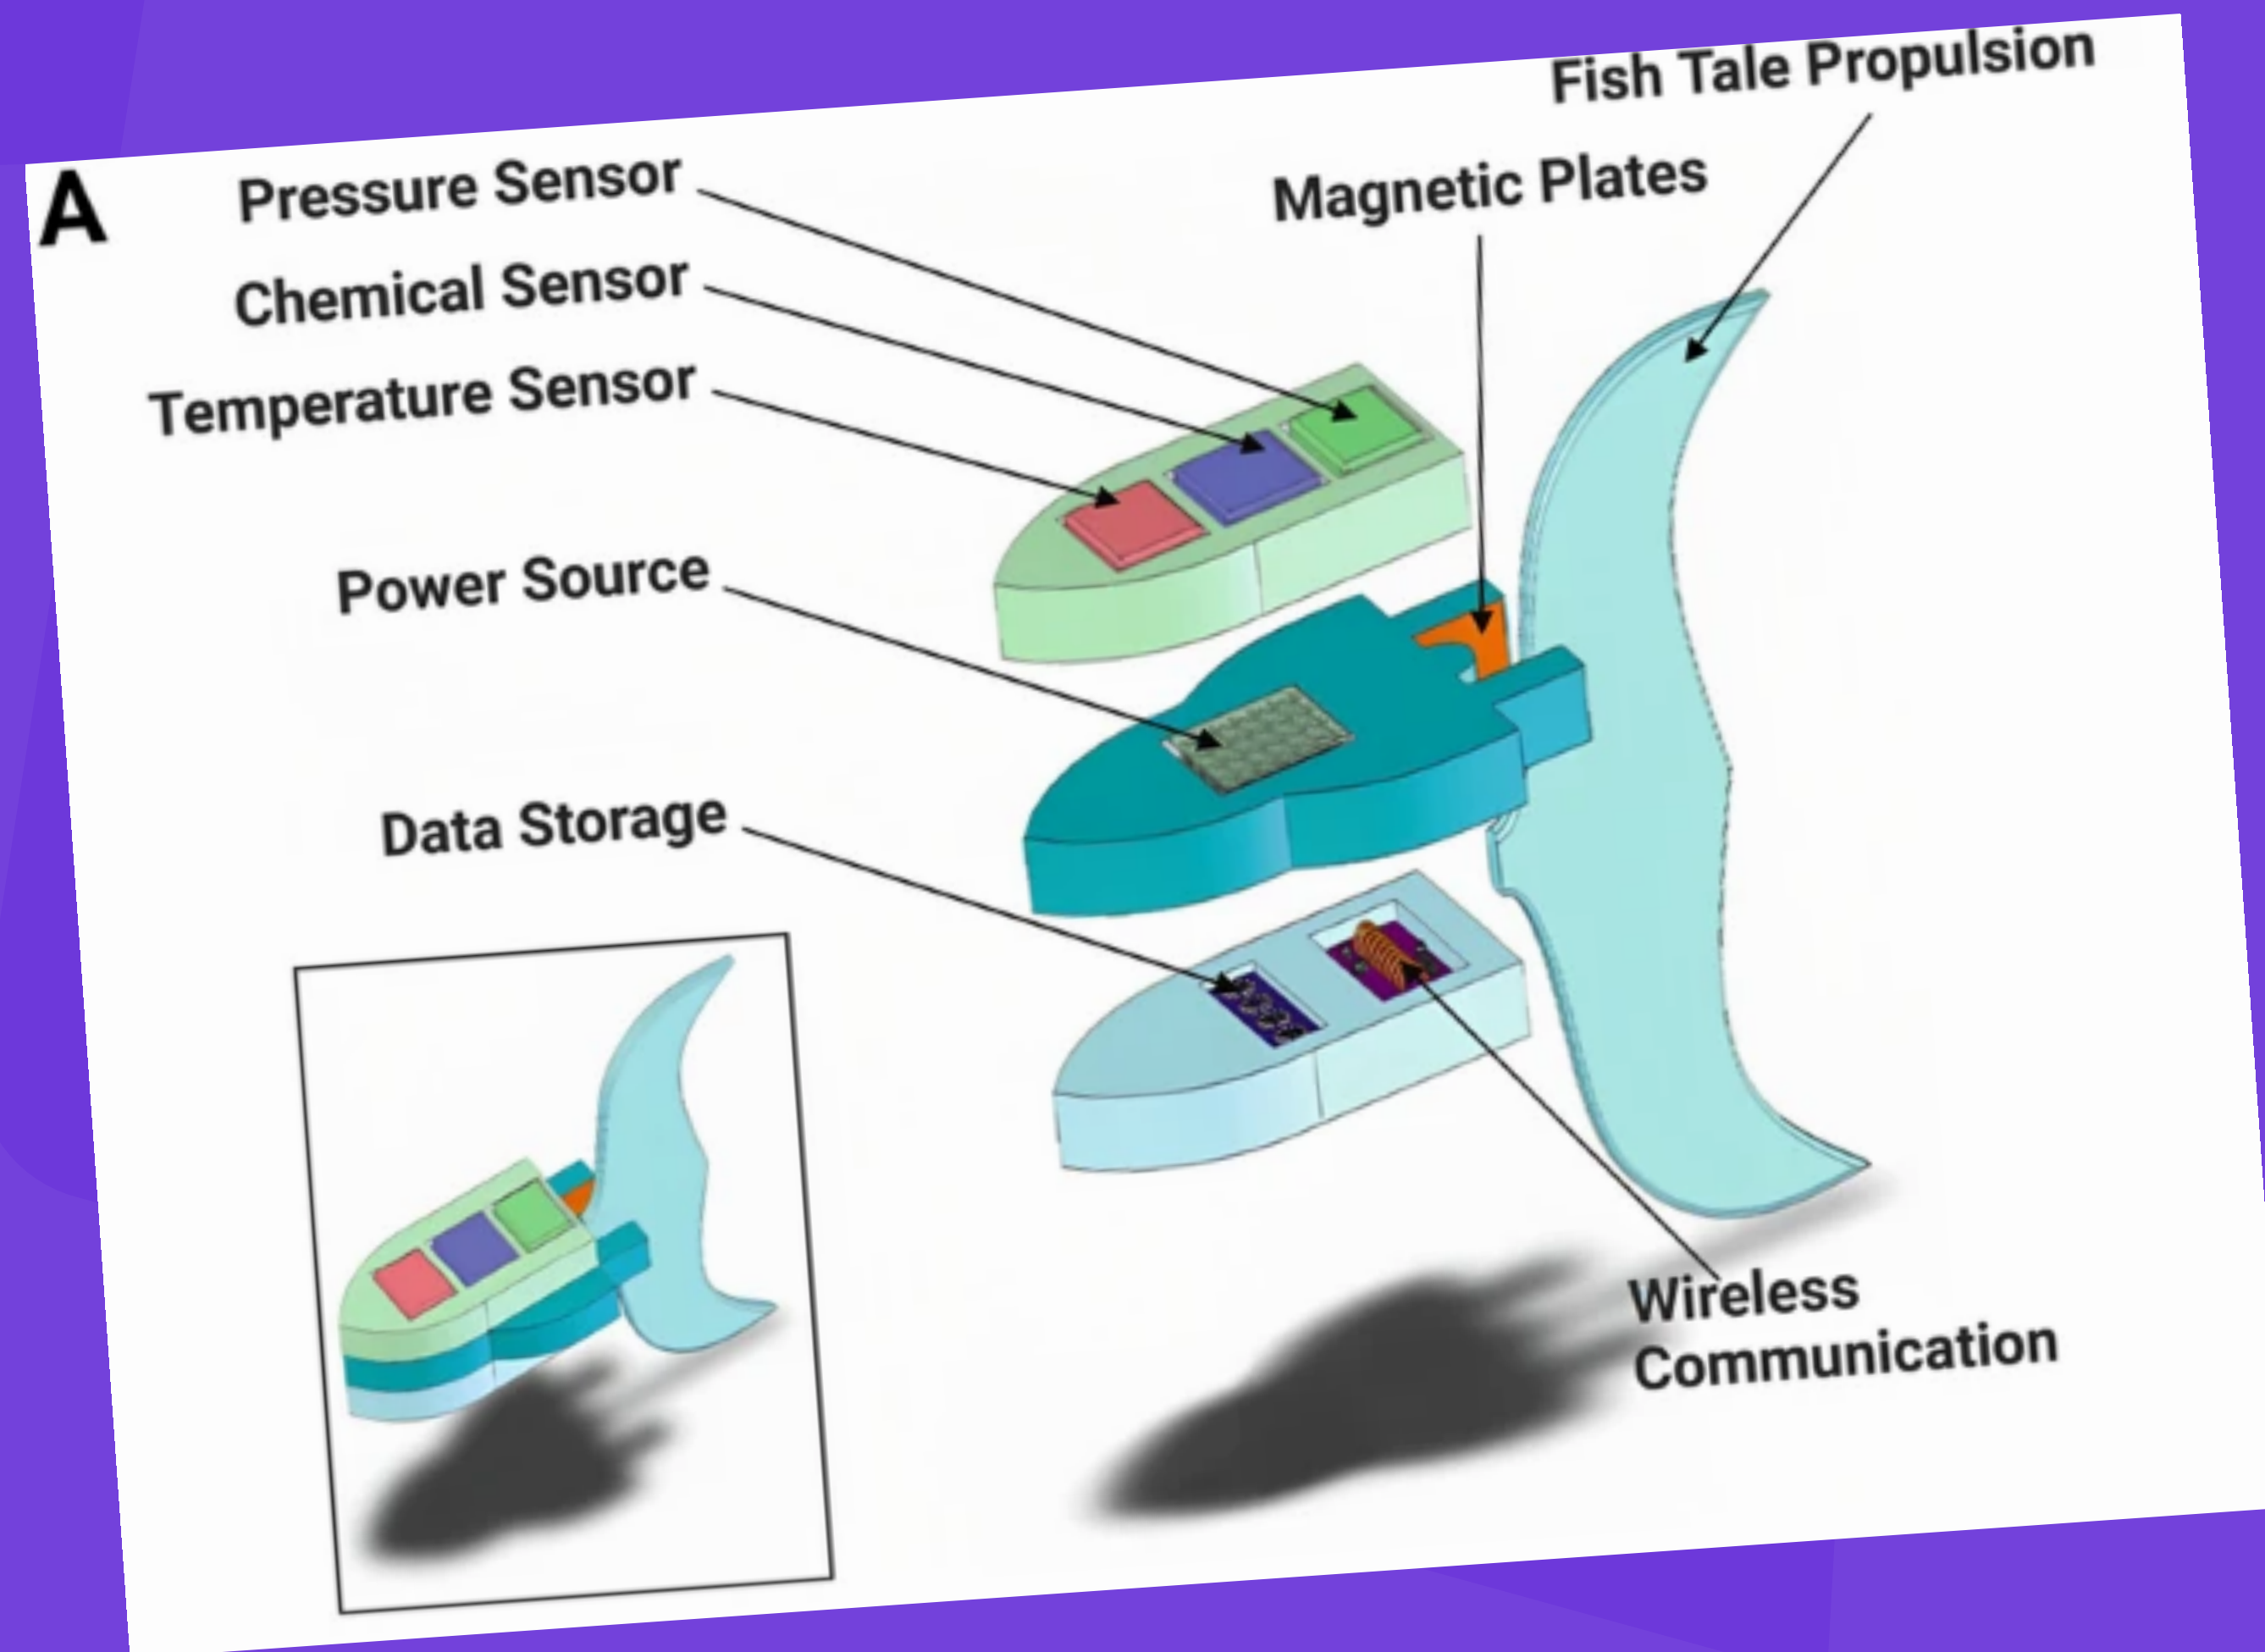 A
Pressure Sensor
Chemical Sensor
Temperature Sensor
Power Source
Data Storage
Fish Tale Propulsion
Magnetic Plates
Wireless
Communication